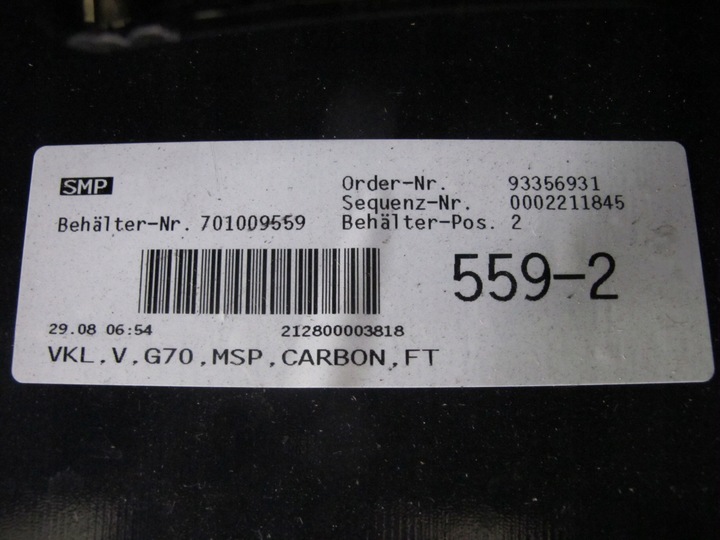 SMP
Order-Nr. 93356931
Sequenz-Nr. 0002211845
Behälter-Nr. 701009559 Behälter-Pos. 2
559-2
29.08 06:54 212800003818
VKL,V,G70,MSP,CARBON,FT